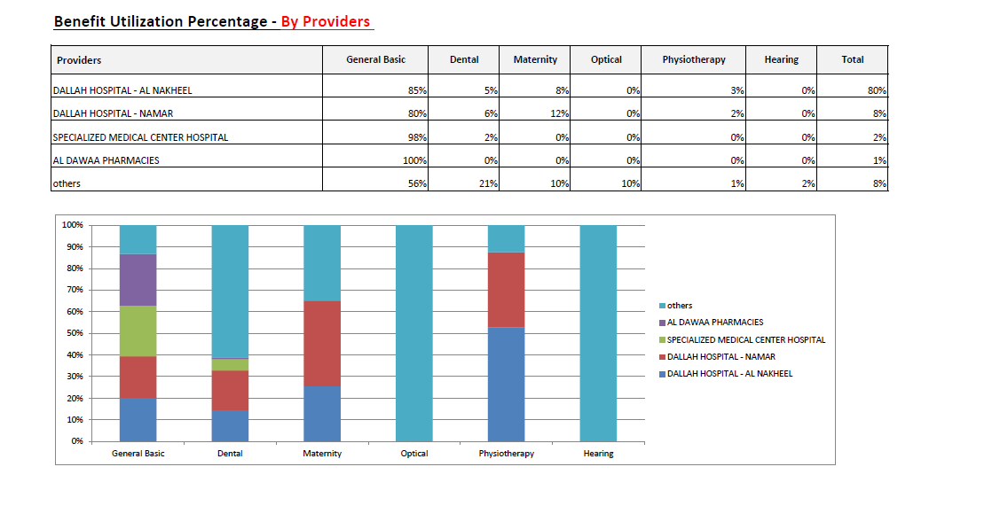 Benefit Utilization Percentage - By Providers
Providers General Basic Dental Maternity Optical Physiotherapy Hearing Total
DALLAH HOSPITAL - AL NAKHEEL 85% 5% 8% 0% 3% 0% 80%
DALLAH HOSPITAL - NAMAR 80% 6% 12% 0% 2% 0% 8%
SPECIALIZED MEDICAL CENTER HOSPITAL 98% 2% 0% 0% 0% 0% 2%
AL DAWAA PHARMACIES 100% 0% 0% 0% 0% 0% 1%
others 56% 21% 10% 10% 1% 2% 8%
100%
90%
80%
70%
60%
50%
40%
30%
20%
10%
0%
General Basic Dental Maternity Optical Physiotherapy Hearing
others
AL DAWAA PHARMACIES
SPECIALIZED MEDICAL CENTER HOSPITAL
DALLAH HOSPITAL - NAMAR
DALLAH HOSPITAL - AL NAKHEEL